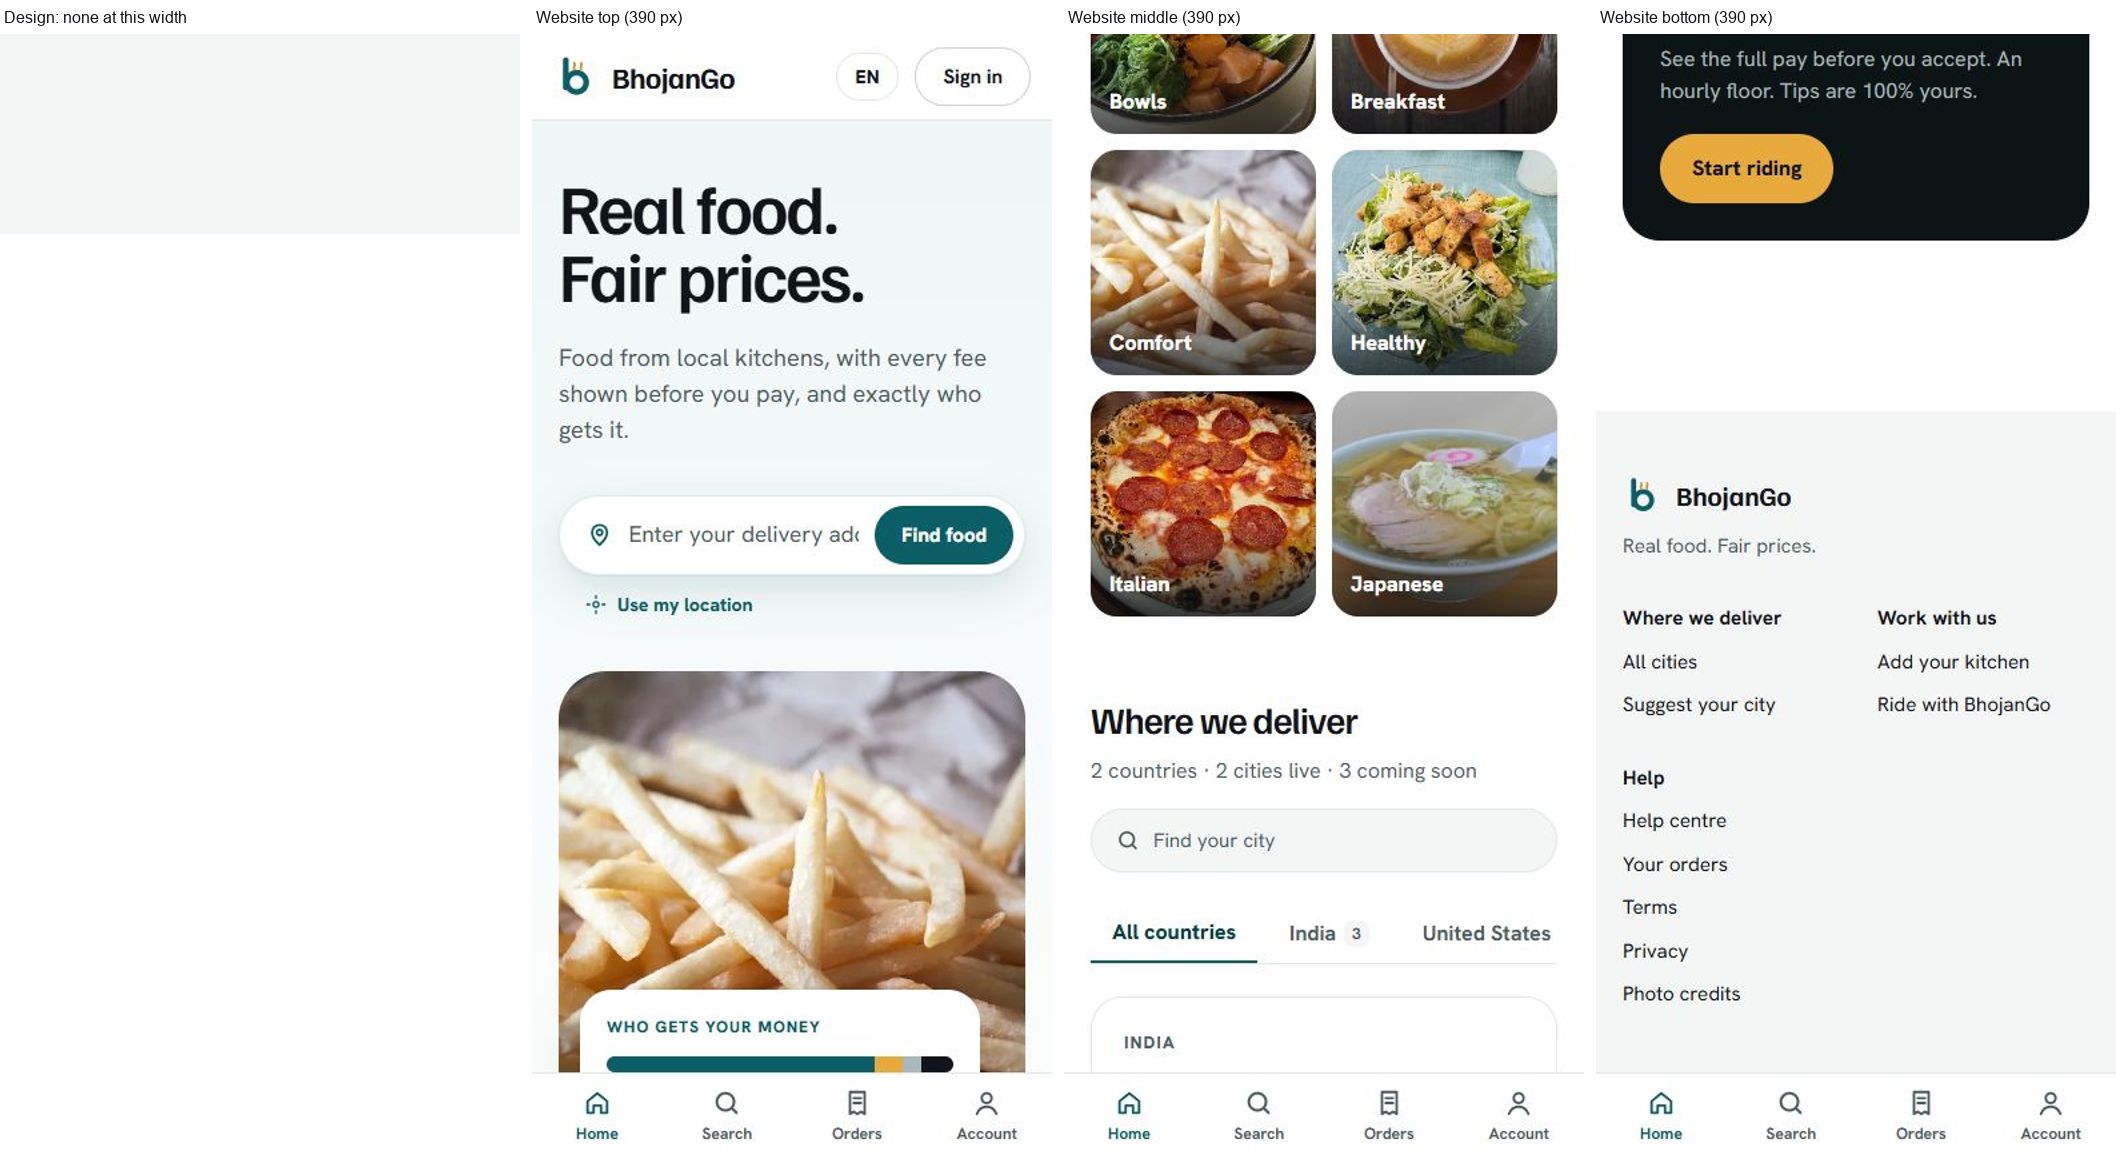 Design: none at this width
Website top (390 px)
BhojanGo
EN
Sign in
Real food.
Fair prices.
Food from local kitchens, with every fee
shown before you pay, and exactly who
gets it.
Enter your delivery add
Find food
Use my location
WHO GETS YOUR MONEY
Home
Search
Orders
Account
Website middle (390 px)
Bowls
Breakfast
Comfort
Healthy
Italian
Japanese
Where we deliver
2 countries · 2 cities live · 3 coming soon
Find your city
All countries
India 3
United States
INDIA
Home
Search
Orders
Account
Website bottom (390 px)
See the full pay before you accept. An
hourly floor. Tips are 100% yours.
Start riding
BhojanGo
Real food. Fair prices.
Where we deliver
All cities
Suggest your city
Work with us
Add your kitchen
Ride with BhojanGo
Help
Help centre
Your orders
Terms
Privacy
Photo credits
Home
Search
Orders
Account